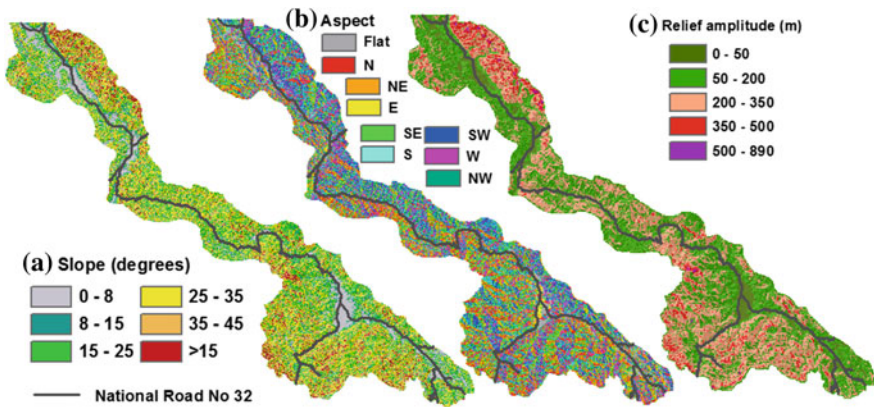 (a) Slope (degrees)
0 - 8
8 - 15
15 - 25
25 - 35
35 - 45
>15
National Road No 32
(b) Aspect
Flat
N
NE
E
SE
S
SW
W
NW
(c) Relief amplitude (m)
0 - 50
50 - 200
200 - 350
350 - 500
500 - 890